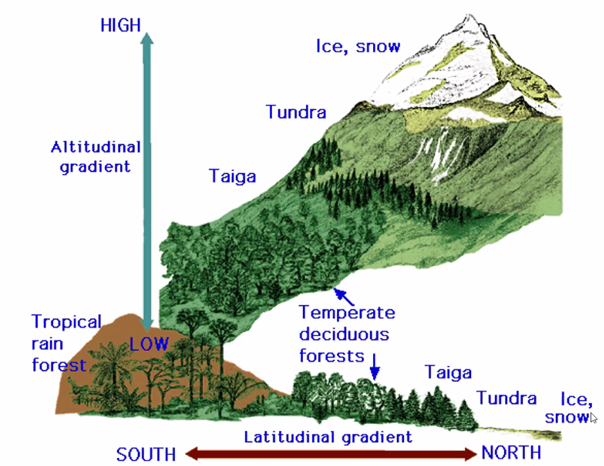 HIGH
Ice, snow
Tundra
Altitudinal
gradient
Taiga
Tropical
rain
forest
LOW
Temperate
deciduous
forests
Taiga
Tundra
Ice,
snow
Latitudinal gradient
SOUTH
NORTH